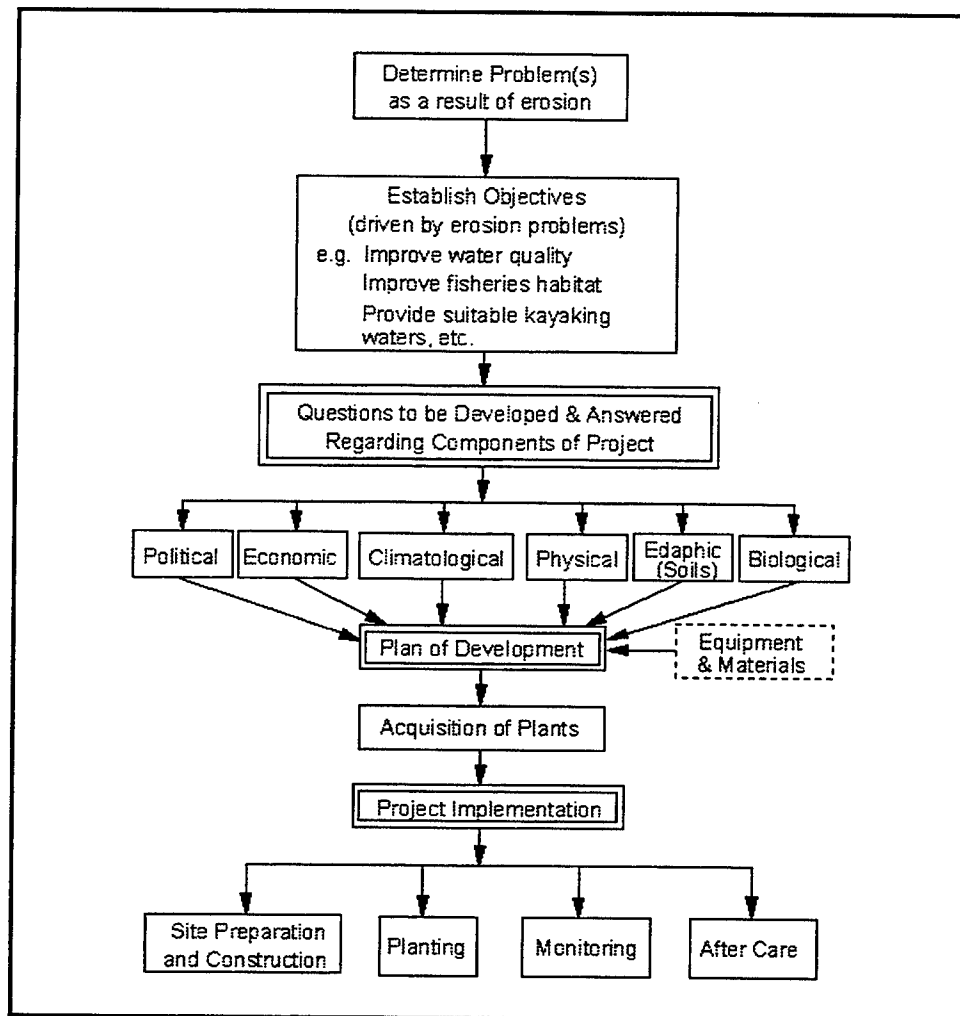 Determine Problem(s)
as a result of erosion
Establish Objectives
(driven by erosion problems)
e.g. Improve water quality
Improve fisheries habitat
Provide suitable kayaking
waters, etc.
Questions to be Developed & Answered
Regarding Components of Project
Political
Economic
Climatological
Physical
Edaphic
(Soils)
Biological
Plan of Development
Equipment
& Materials
Acquisition of Plants
Project Implementation
Site Preparation
and Construction
Planting
Monitoring
After Care